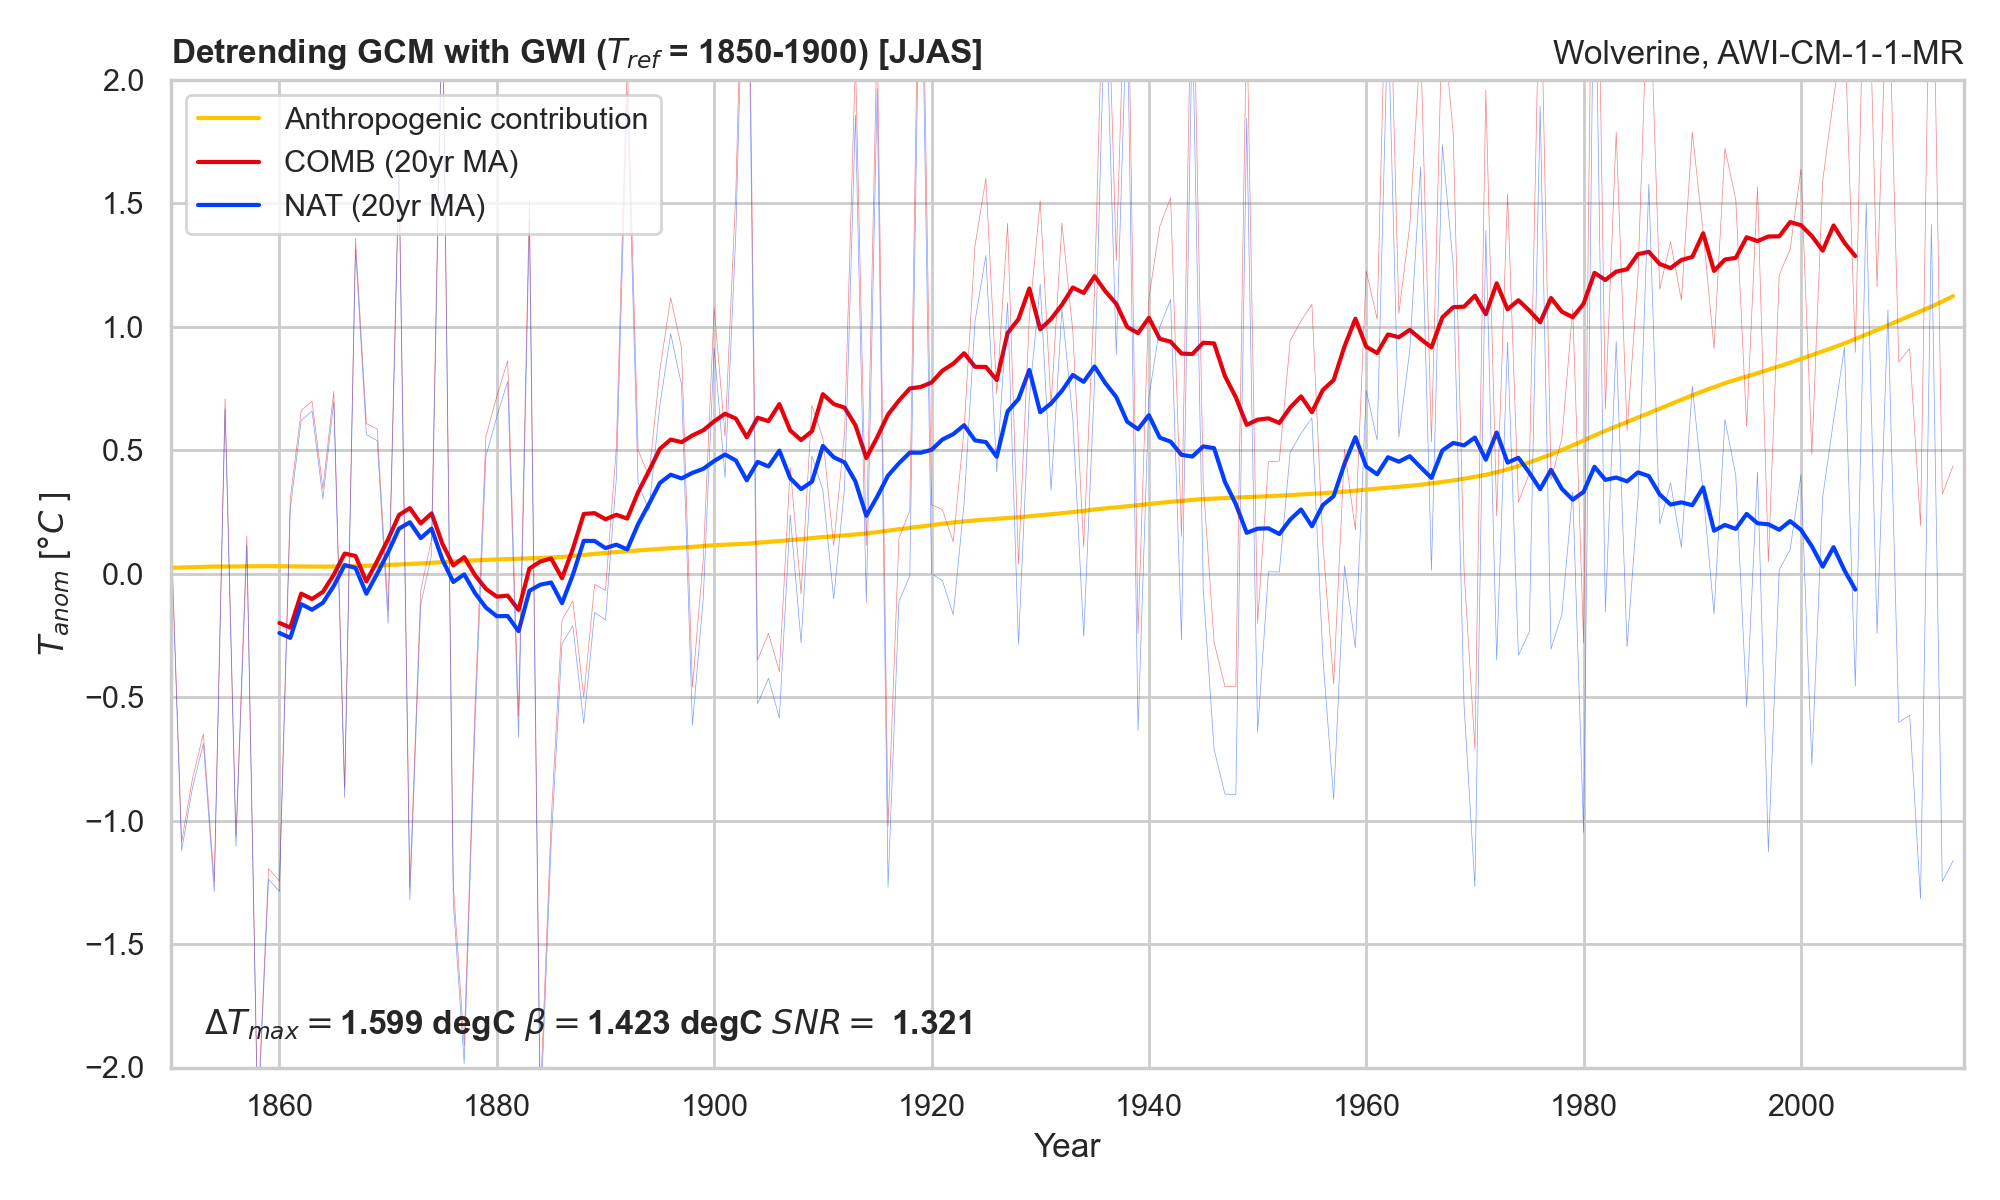 Detrending GCM with GWI (T_ref = 1850-1900) [JJAS]
Wolverine, AWI-CM-1-1-MR
Anthropogenic contribution
COMB (20yr MA)
NAT (20yr MA)
2.0
1.5
1.0
0.5
0.0
−0.5
−1.0
−1.5
−2.0
T_anom [°C]
ΔT_max = 1.599 degC β = 1.423 degC SNR = 1.321
1860 1880 1900 1920 1940 1960 1980 2000
Year